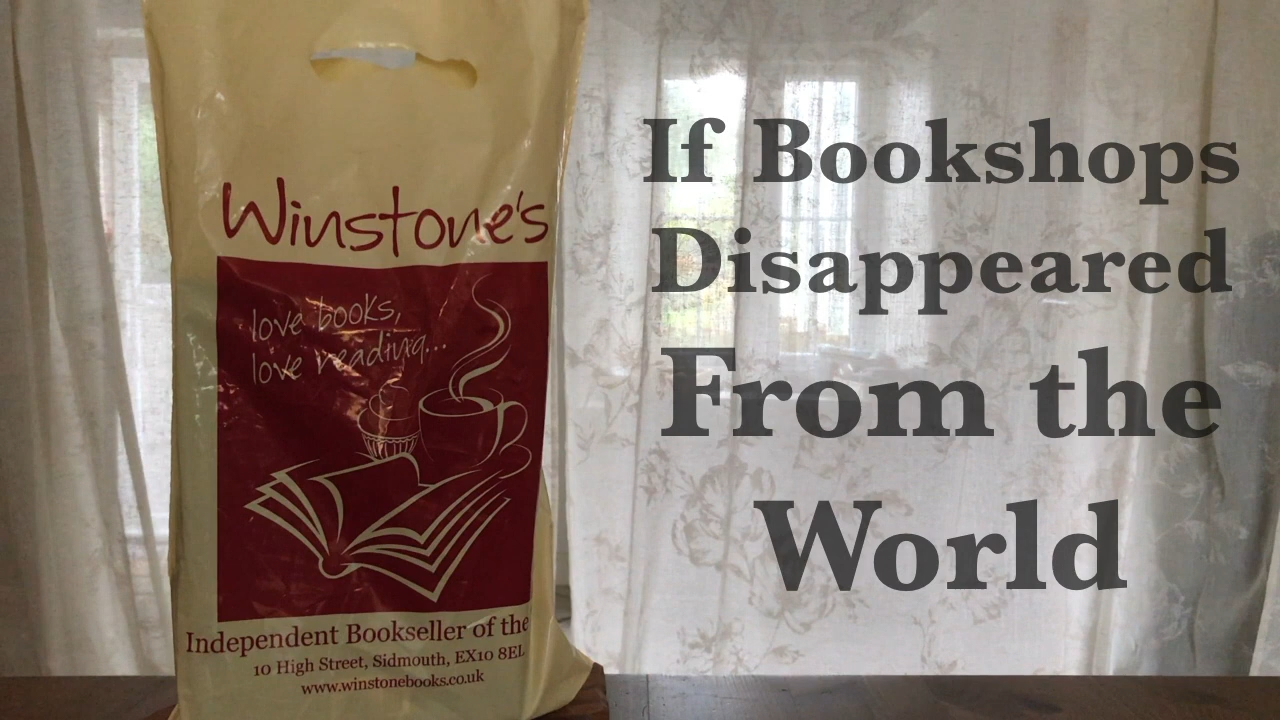 Winstone's
love books,
love reading...
Independent Bookseller of the
10 High Street, Sidmouth, EX10 8EL
www.winstonebooks.co.uk
If Bookshops
Disappeared
From the
World